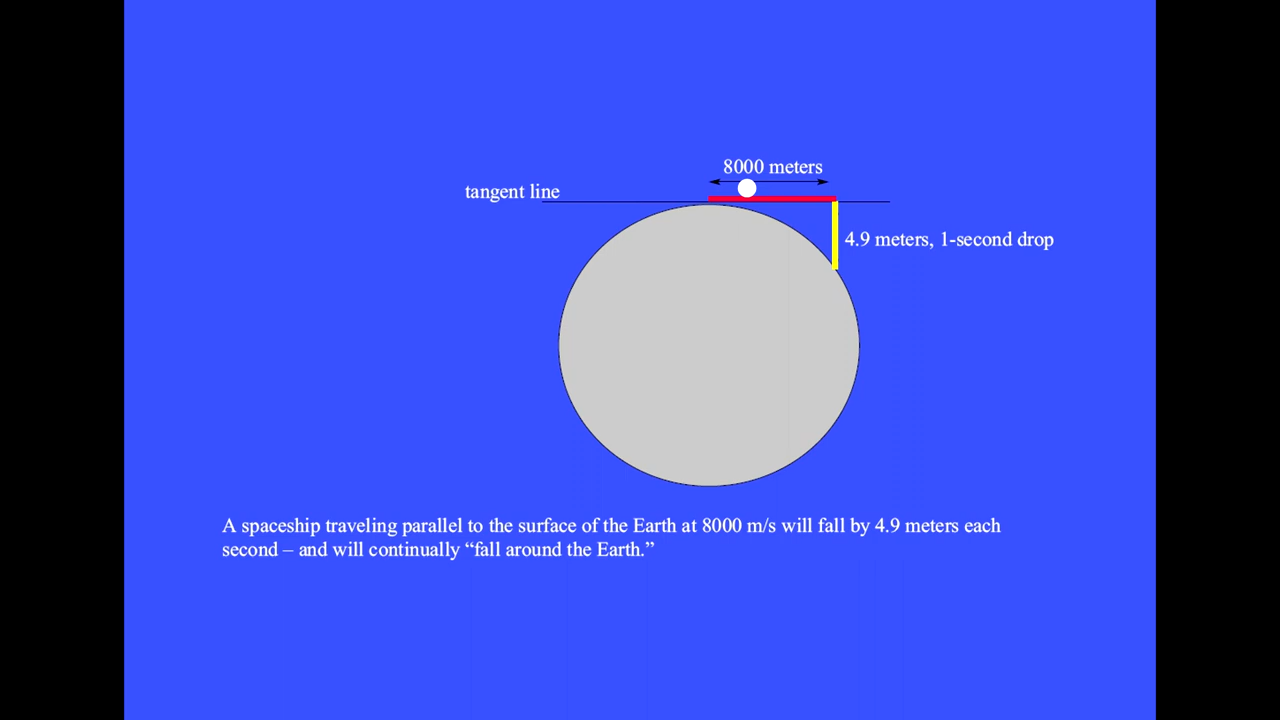 8000 meters
tangent line
4.9 meters, 1-second drop
A spaceship traveling parallel to the surface of the Earth at 8000 m/s will fall by 4.9 meters each
second – and will continually “fall around the Earth.”